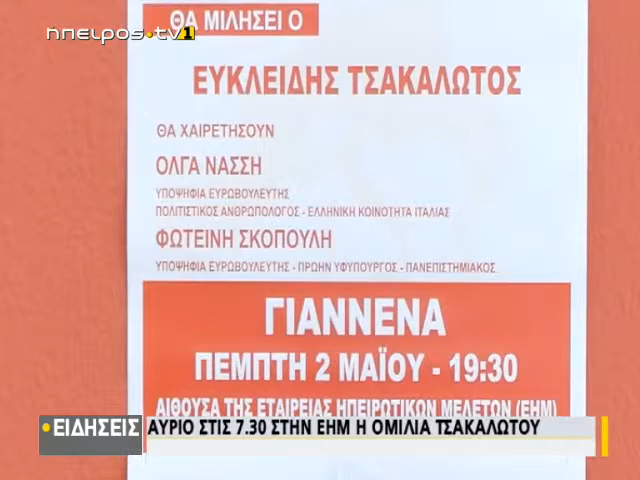 ΘΑ ΜΙΛΗΣΕΙ Ο
ήπειρος·tv1
ΕΥΚΛΕΙΔΗΣ ΤΣΑΚΑΛΩΤΟΣ
ΘΑ ΧΑΙΡΕΤΗΣΟΥΝ
ΟΛΓΑ ΝΑΣΣΗ
ΥΠΟΨΗΦΙΑ ΕΥΡΩΒΟΥΛΕΥΤΗΣ
ΠΟΛΙΤΙΣΤΙΚΟΣ ΑΝΘΡΩΠΟΛΟΓΟΣ - ΕΛΛΗΝΙΚΗ ΚΟΙΝΟΤΗΤΑ ΙΤΑΛΙΑΣ
ΦΩΤΕΙΝΗ ΣΚΟΠΟΥΛΗ
ΥΠΟΨΗΦΙΑ ΕΥΡΩΒΟΥΛΕΥΤΗΣ - ΠΡΩΗΝ ΥΦΥΠΟΥΡΓΟΣ - ΠΑΝΕΠΙΣΤΗΜΙΑΚΟΣ
ΓΙΑΝΝΕΝΑ
ΠΕΜΠΤΗ 2 ΜΑΪΟΥ - 19:30
ΑΙΘΟΥΣΑ ΤΗΣ ΕΤΑΙΡΕΙΑΣ ΗΠΕΙΡΩΤΙΚΩΝ ΜΕΛΕΤΩΝ (ΕΗΜ)
·ΕΙΔΗΣΕΙΣ ΑΥΡΙΟ ΣΤΙΣ 7.30 ΣΤΗΝ ΕΗΜ Η ΟΜΙΛΙΑ ΤΣΑΚΑΛΩΤΟΥ